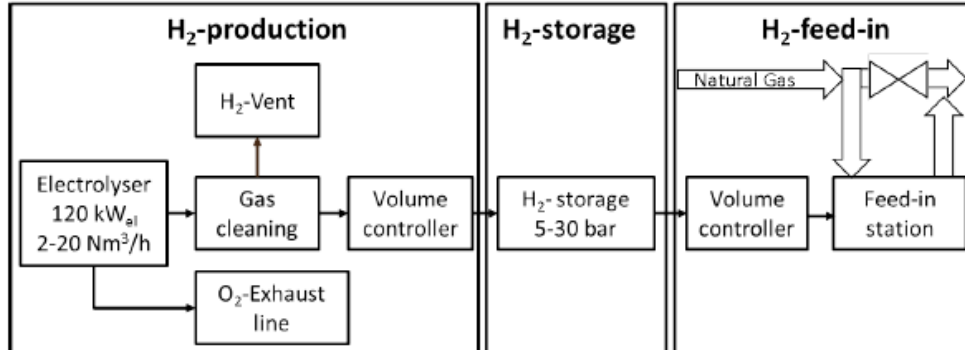 H₂-production
H₂-storage
H₂-feed-in
H₂-Vent
Natural Gas
Electrolyser
120 kWₑₗ
2-20 Nm³/h
Gas
cleaning
Volume
controller
H₂- storage
5-30 bar
Volume
controller
Feed-in
station
O₂-Exhaust
line